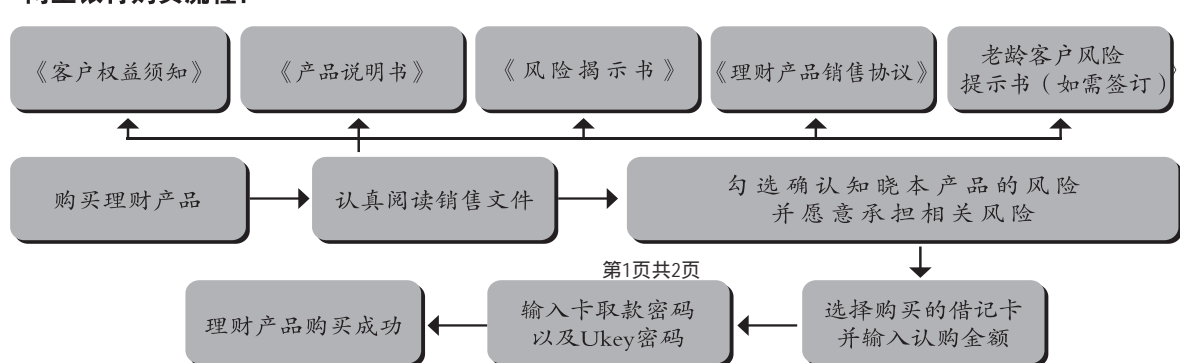 《客户权益须知》
《产品说明书》
《风险揭示书》
《理财产品销售协议》
老龄客户风险
提示书（如需签订）
购买理财产品
认真阅读销售文件
勾选确认知晓本产品的风险
并愿意承担相关风险
第1页共2页
理财产品购买成功
输入卡取款密码
以及Ukey密码
选择购买的借记卡
并输入认购金额